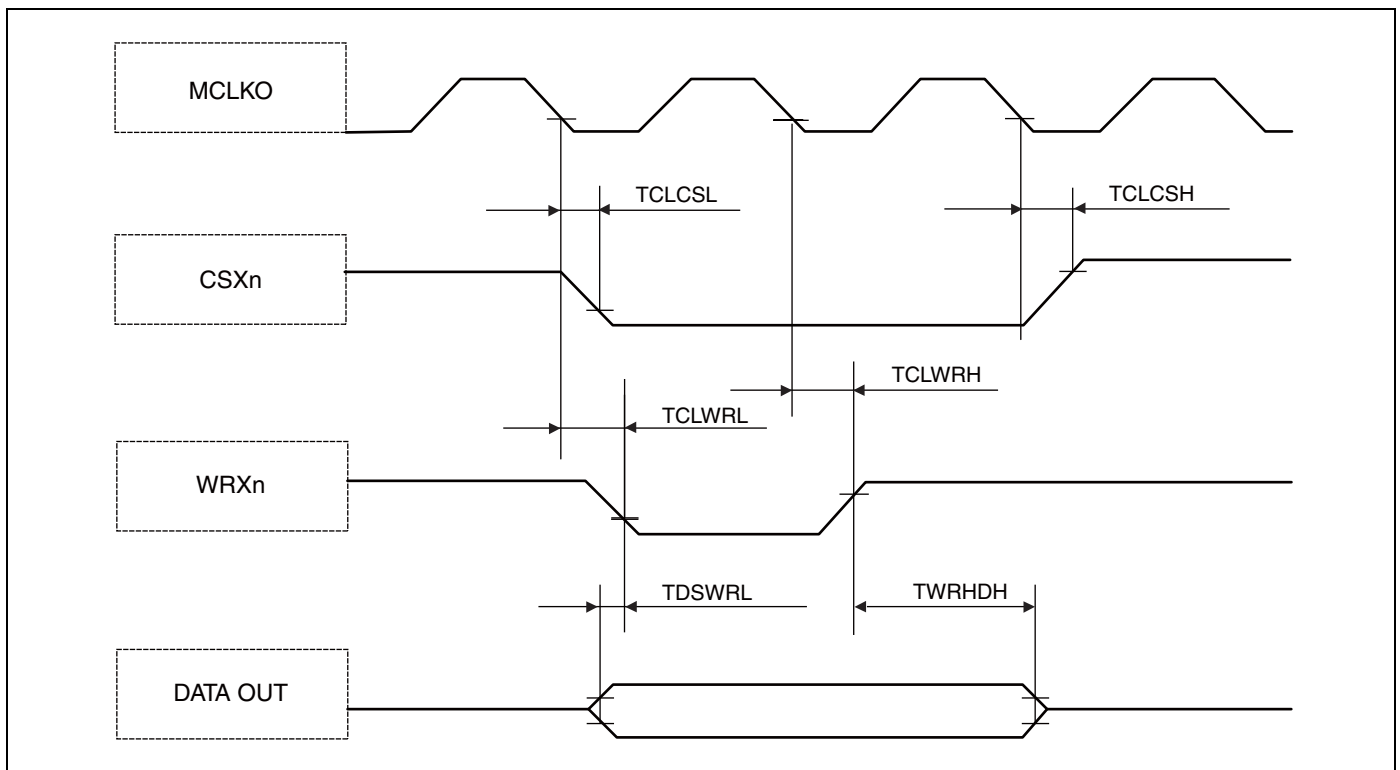 MCLKO
TCLCSL
TCLCSH
CSXn
TCLWRH
TCLWRL
WRXn
TDSWRL
TWRHDH
DATA OUT